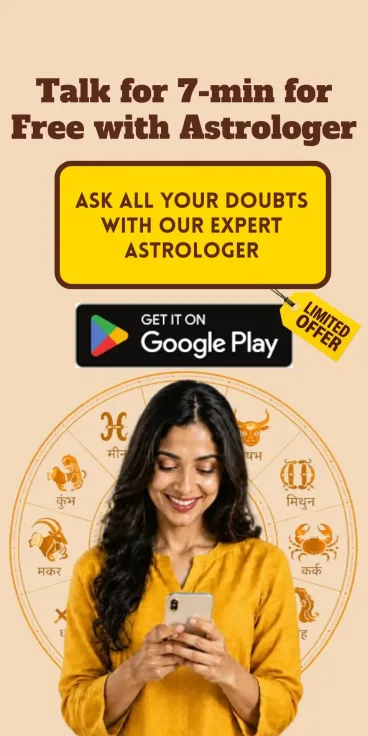 Talk for 7-min for
Free with Astrologer
ASK ALL YOUR DOUBTS
WITH OUR EXPERT
ASTROLOGER
LIMITED
OFFER
GET IT ON
Google Play
कुंभ
मिथुन
मकर
कर्क